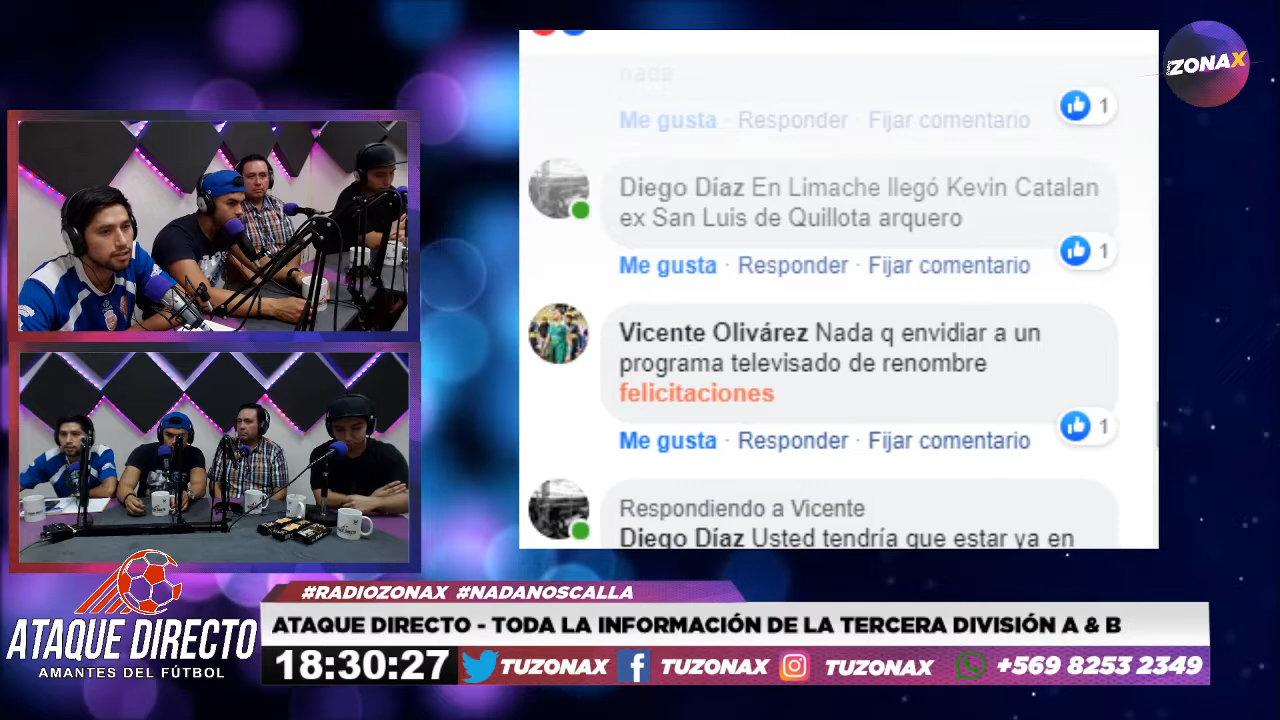 nada
Me gusta · Responder · Fijar comentario
1
Diego Díaz En Limache llegó Kevin Catalan
ex San Luis de Quillota arquero
Me gusta · Responder · Fijar comentario
1
Vicente Olivárez Nada q envidiar a un
programa televisado de renombre
felicitaciones
Me gusta · Responder · Fijar comentario
1
Respondiendo a Vicente
Diego Díaz Usted tendría que estar ya en
ZONAX
ATAQUE DIRECTO
AMANTES DEL FÚTBOL
#RADIOZONAX #NADANOSCALLA
ATAQUE DIRECTO - TODA LA INFORMACIÓN DE LA TERCERA DIVISIÓN A & B
18:30:27 TUZONAX TUZONAX TUZONAX +569 8253 2349